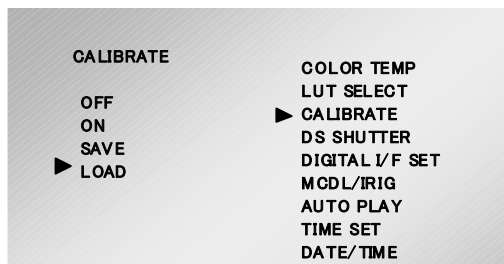 CALIBRATE
OFF
ON
SAVE
LOAD
COLOR TEMP
LUT SELECT
CALIBRATE
DS SHUTTER
DIGITAL I/F SET
MCDL/IRIG
AUTO PLAY
TIME SET
DATE/TIME